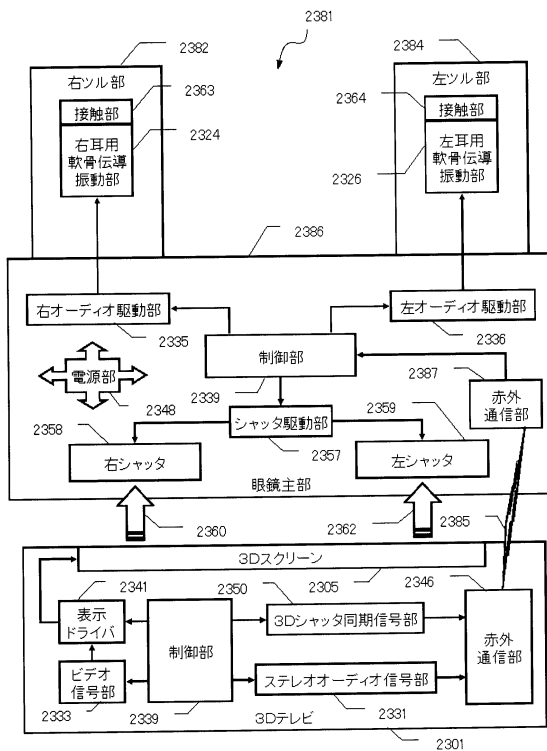 2381
2382
2384
右ツル部
2363
接触部
2324
右耳用
軟骨伝導
振動部
左ツル部
2364
接触部
左耳用
軟骨伝導
振動部
2326
2386
右オーディオ駆動部
2335
左オーディオ駆動部
2336
制御部
2339
2387
赤外
通信部
電源部
2348
シャッタ駆動部
2357
2358
右シャッタ
2359
左シャッタ
眼鏡主部
2360
2362
2385
3Dスクリーン
2305
2341
表示
ドライバ
2350
3Dシャッタ同期信号部
2346
赤外
通信部
制御部
2339
ビデオ
信号部
2333
ステレオオーディオ信号部
2331
3Dテレビ
2301